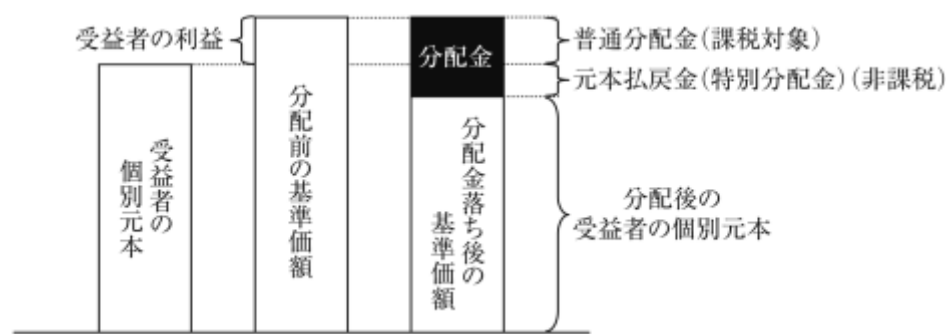 受益者の利益
分配金
普通分配金(課税対象)
元本払戻金(特別分配金)(非課税)
受益者の
個別元本
分配前の基準価額
分配金落ち後の
基準価額
分配後の
受益者の個別元本